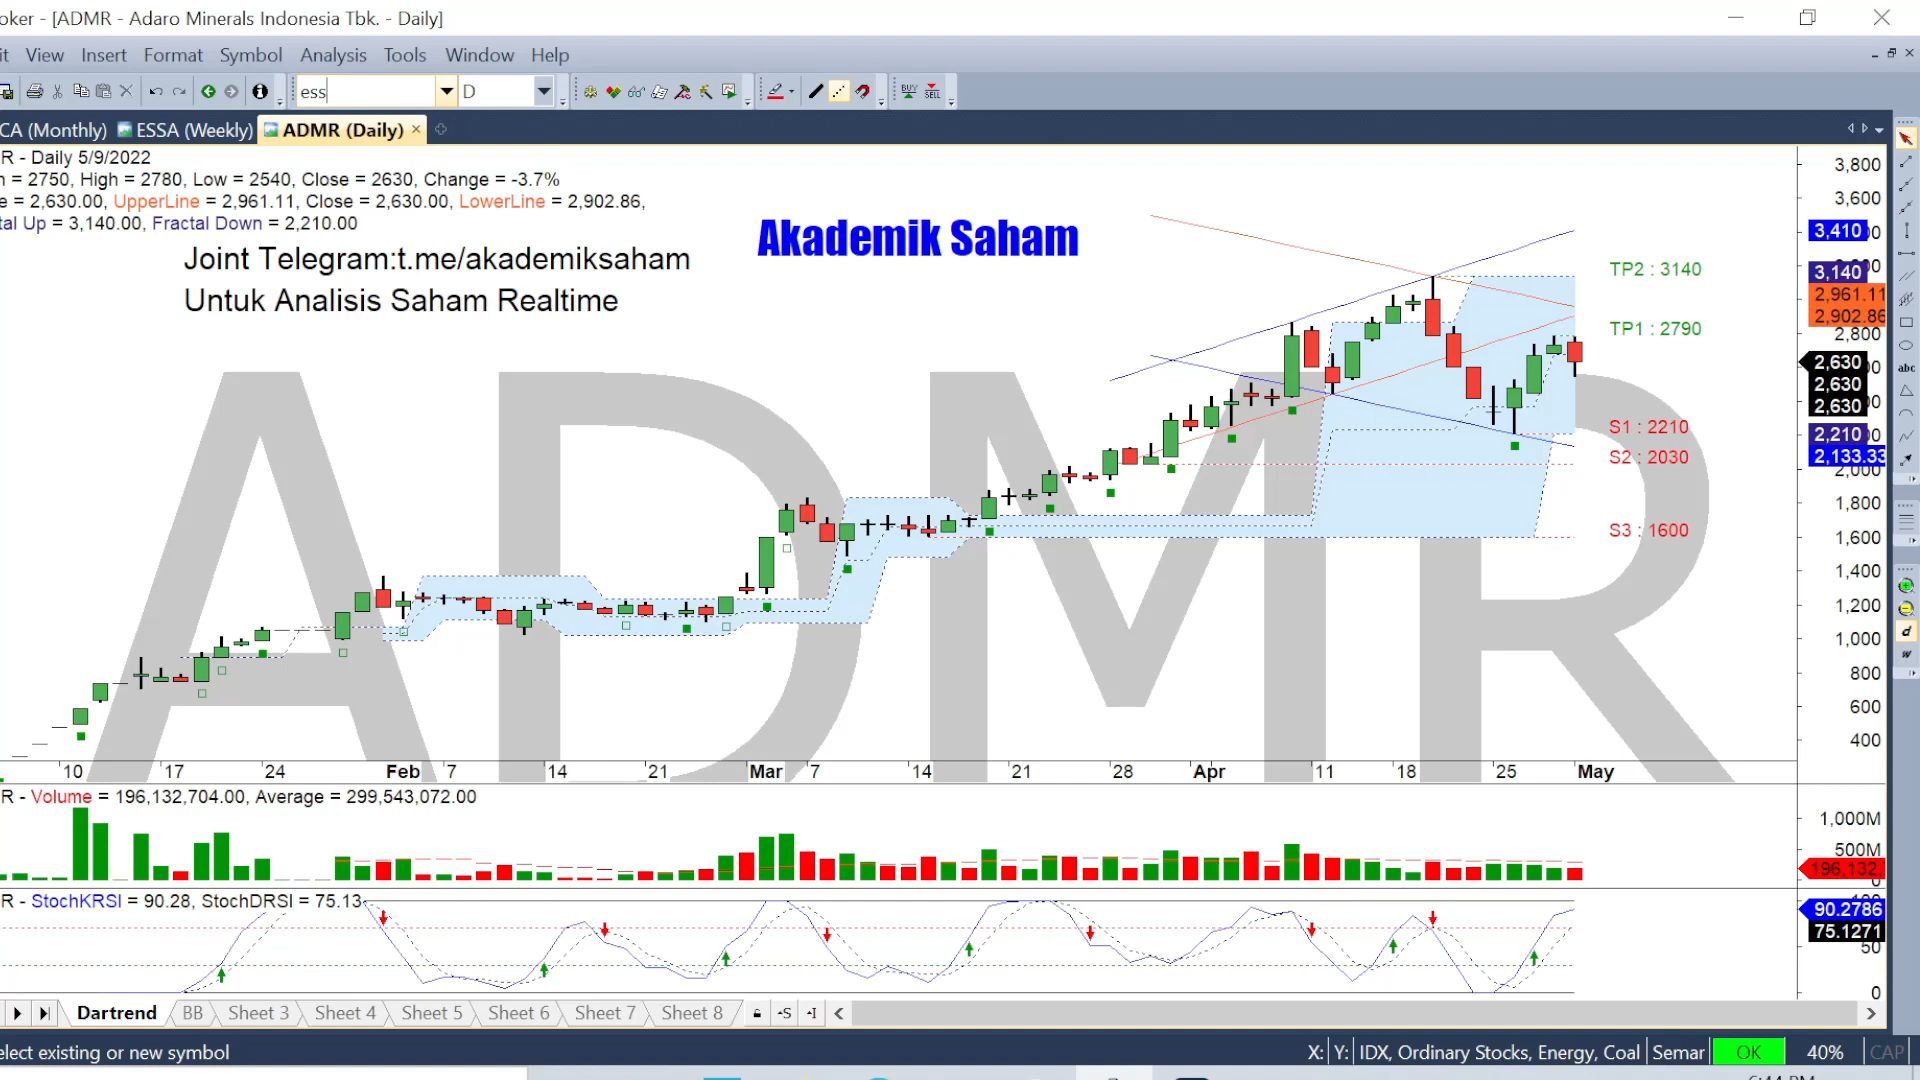 oker - [ADMR - Adaro Minerals Indonesia Tbk. - Daily]
it View Insert Format Symbol Analysis Tools Window Help
ess D BUY SELL
CA (Monthly) ESSA (Weekly) ADMR (Daily)
R - Daily 5/9/2022
n = 2750, High = 2780, Low = 2540, Close = 2630, Change = -3.7%
e = 2,630.00, UpperLine = 2,961.11, Close = 2,630.00, LowerLine = 2,902.86,
tal Up = 3,140.00, Fractal Down = 2,210.00
Joint Telegram:t.me/akademiksaham
Untuk Analisis Saham Realtime
Akademik Saham
ADMR
TP2 : 3140
TP1 : 2790
S1 : 2210
S2 : 2030
S3 : 1600
3,800
3,600
3,410
3,140
2,961.11
2,902.86
2,800
2,630
2,630
2,630
2,210
2,133.33
2,000
1,800
1,600
1,400
1,200
1,000
800
600
400
abc
d
w
10 17 24 Feb 7 14 21 Mar 7 14 21 28 Apr 11 18 25 May
R - Volume = 196,132,704.00, Average = 299,543,072.00
1,000M
500M
196,132,
0
R - StochKRSI = 90.28, StochDRSI = 75.13
90.2786
75.1271
50
0
Dartrend BB Sheet 3 Sheet 4 Sheet 5 Sheet 6 Sheet 7 Sheet 8 S I
elect existing or new symbol X: Y: IDX, Ordinary Stocks, Energy, Coal Semar OK 40% CAP